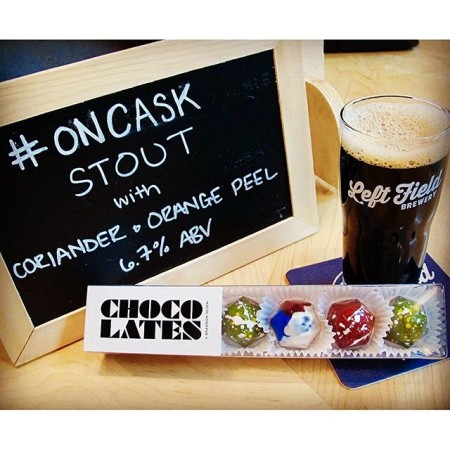 #ONCASK
STOUT
with
CORIANDER & ORANGE PEEL
6.7% ABV
Left Field
BREWERY
CHOCO
LATES